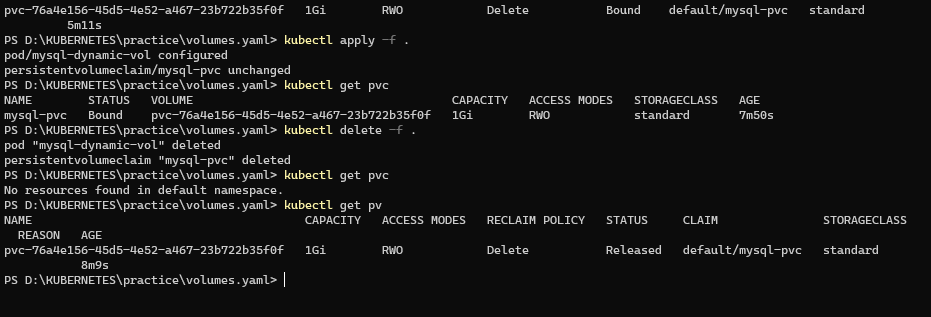 pvc-76a4e156-45d5-4e52-a467-23b722b35f0f   1Gi        RWO            Delete           Bound    default/mysql-pvc   standard
             5m11s
PS D:\KUBERNETES\practice\volumes.yaml> kubectl apply -f .
pod/mysql-dynamic-vol configured
persistentvolumeclaim/mysql-pvc unchanged
PS D:\KUBERNETES\practice\volumes.yaml> kubectl get pvc
NAME        STATUS   VOLUME                                     CAPACITY   ACCESS MODES   STORAGECLASS   AGE
mysql-pvc   Bound    pvc-76a4e156-45d5-4e52-a467-23b722b35f0f   1Gi        RWO            standard       7m50s
PS D:\KUBERNETES\practice\volumes.yaml> kubectl delete -f .
pod "mysql-dynamic-vol" deleted
persistentvolumeclaim "mysql-pvc" deleted
PS D:\KUBERNETES\practice\volumes.yaml> kubectl get pvc
No resources found in default namespace.
PS D:\KUBERNETES\practice\volumes.yaml> kubectl get pv
NAME                                       CAPACITY   ACCESS MODES   RECLAIM POLICY   STATUS     CLAIM               STORAGECLASS
  REASON   AGE
pvc-76a4e156-45d5-4e52-a467-23b722b35f0f   1Gi        RWO            Delete           Released   default/mysql-pvc   standard
           8m9s
PS D:\KUBERNETES\practice\volumes.yaml>